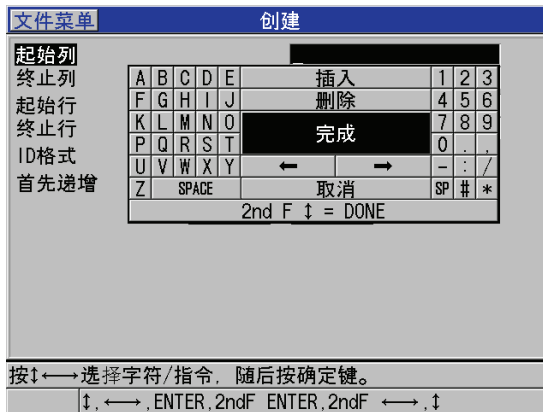 文件菜单 创建
起始列
终止列
起始行
终止行
ID格式
首先递增
A B C D E 插入 1 2 3
F G H I J 删除 4 5 6
K L M N O 完成 7 8 9
P Q R S T 0 . ,
U V W X Y ← → - : /
Z SPACE 取消 SP # *
2nd F ↕ = DONE
按↕←→选择字符/指令, 随后按确定键。
↕, ←→, ENTER, 2ndF ENTER, 2ndF ←→, ↕